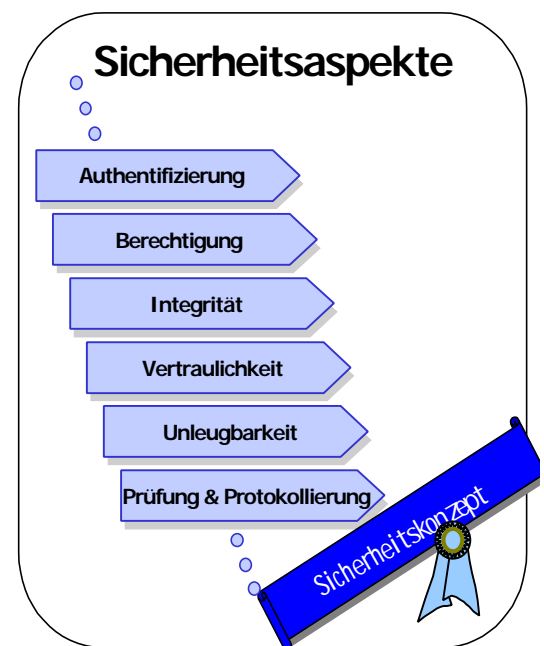 Sicherheitsaspekte
Authentifizierung
Berechtigung
Integrität
Vertraulichkeit
Unleugbarkeit
Prüfung & Protokollierung
Sicherheitskonzept